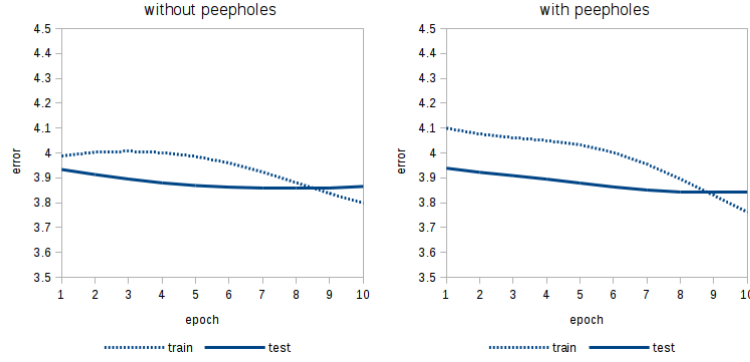 without peepholes
4.5
4.4
4.3
4.2
4.1
4
3.9
3.8
3.7
3.6
3.5
error
1 2 3 4 5 6 7 8 9 10
epoch
train test
with peepholes
4.5
4.4
4.3
4.2
4.1
4
3.9
3.8
3.7
3.6
3.5
error
1 2 3 4 5 6 7 8 9 10
epoch
train test